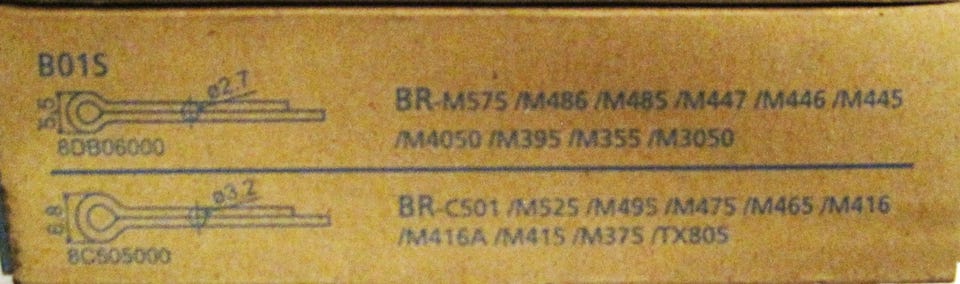 B01S
ø2.7
5.5
8DB06000
BR-M575 /M486 /M485 /M447 /M446 /M445
/M4050 /M395 /M355 /M3050
ø3.2
6.8
8CS05000
BR-C501 /M525 /M495 /M475 /M465 /M416
/M416A /M415 /M375 /TX805